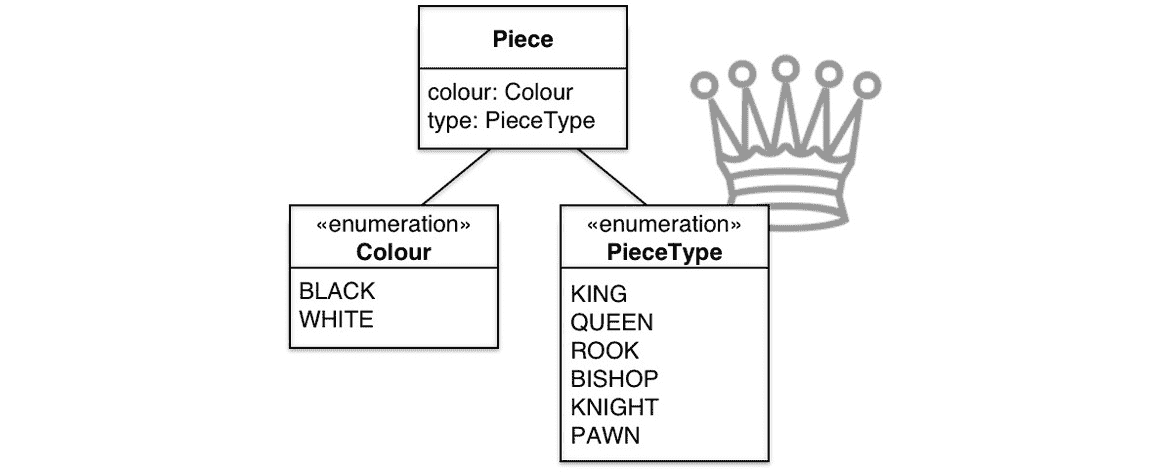 Piece
colour: Colour
type: PieceType
«enumeration»
Colour
BLACK
WHITE
«enumeration»
PieceType
KING
QUEEN
ROOK
BISHOP
KNIGHT
PAWN